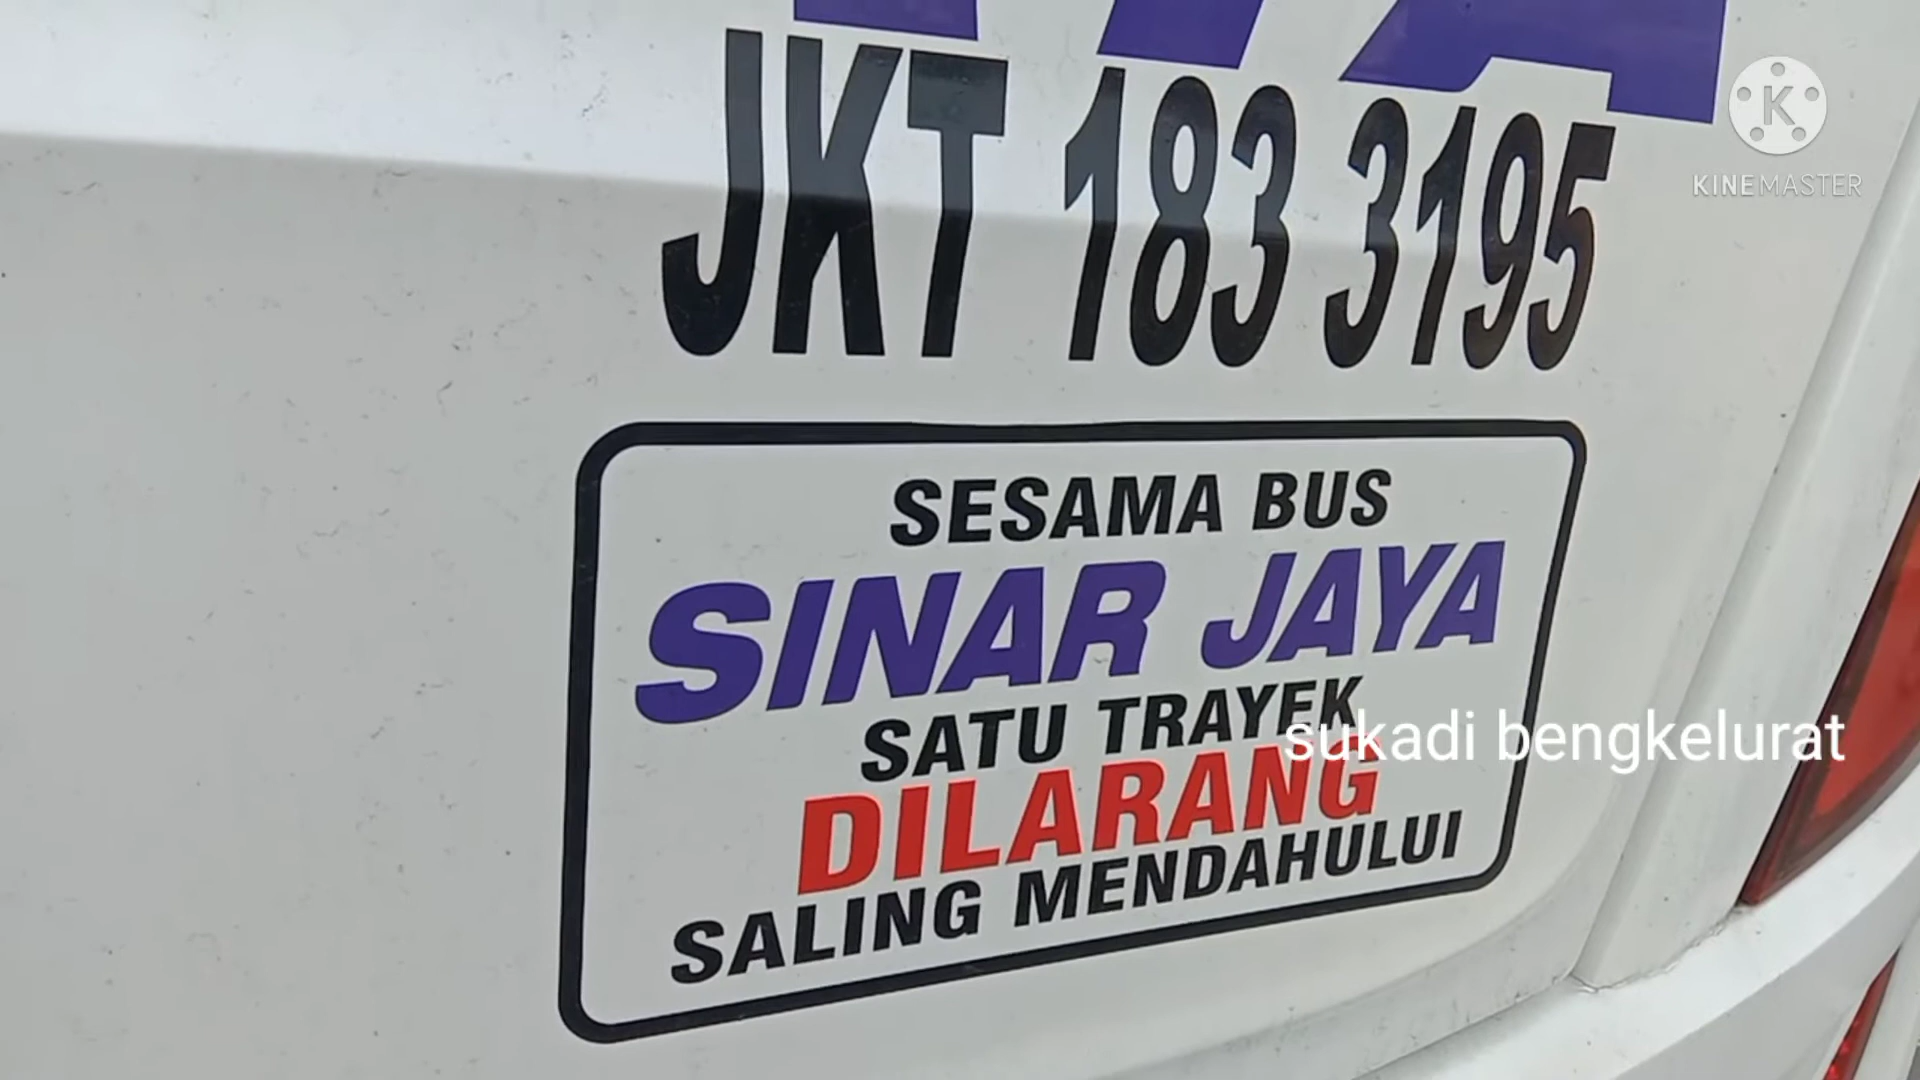 JKT 183 3195
KINEMASTER
SESAMA BUS
SINAR JAYA
SATU TRAYEK
sukadi bengkelurat
DILARANG
SALING MENDAHULUI